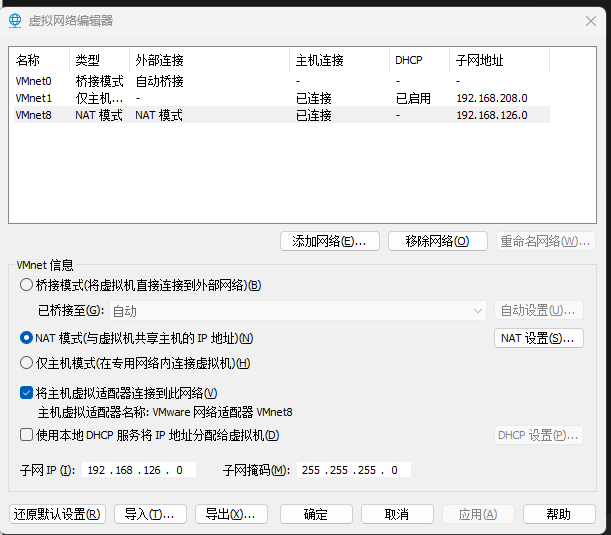 虚拟网络编辑器
名称 类型 外部连接 主机连接 DHCP 子网地址
VMnet0 桥接模式 自动桥接 - - -
VMnet1 仅主机... - 已连接 已启用 192.168.208.0
VMnet8 NAT 模式 NAT 模式 已连接 - 192.168.126.0
添加网络(E)... 移除网络(O) 重命名网络(W)...
VMnet 信息
桥接模式(将虚拟机直接连接到外部网络)(B)
已桥接至(G): 自动 自动设置(U)...
NAT 模式(与虚拟机共享主机的 IP 地址)(N) NAT 设置(S)...
仅主机模式(在专用网络内连接虚拟机)(H)
将主机虚拟适配器连接到此网络(V)
主机虚拟适配器名称: VMware 网络适配器 VMnet8
使用本地 DHCP 服务将 IP 地址分配给虚拟机(D) DHCP 设置(P)...
子网 IP (I): 192 . 168 . 126 . 0 子网掩码(M): 255 . 255 . 255 . 0
还原默认设置(R) 导入(T)... 导出(X)... 确定 取消 应用(A) 帮助